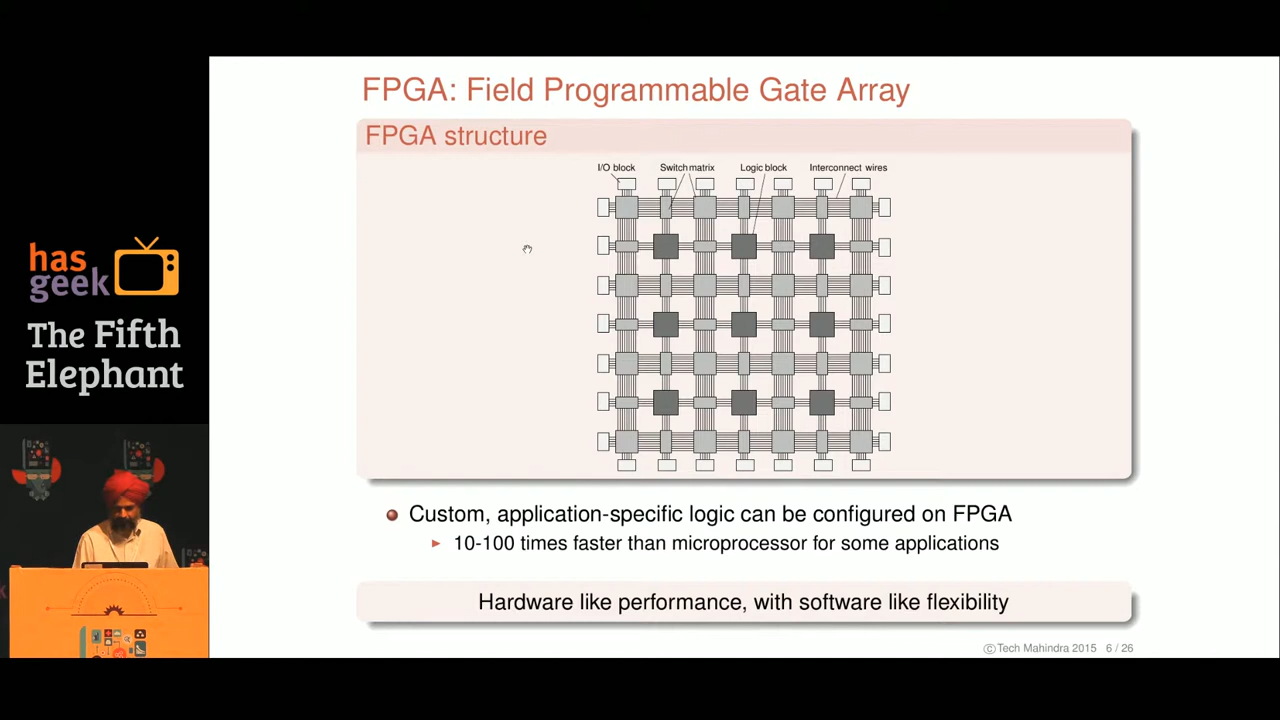 FPGA: Field Programmable Gate Array
FPGA structure
I/O block
Switch matrix
Logic block
Interconnect wires
has
geek
The Fifth
Elephant
Custom, application-specific logic can be configured on FPGA
10-100 times faster than microprocessor for some applications
Hardware like performance, with software like flexibility
©Tech Mahindra 2015 6 / 26